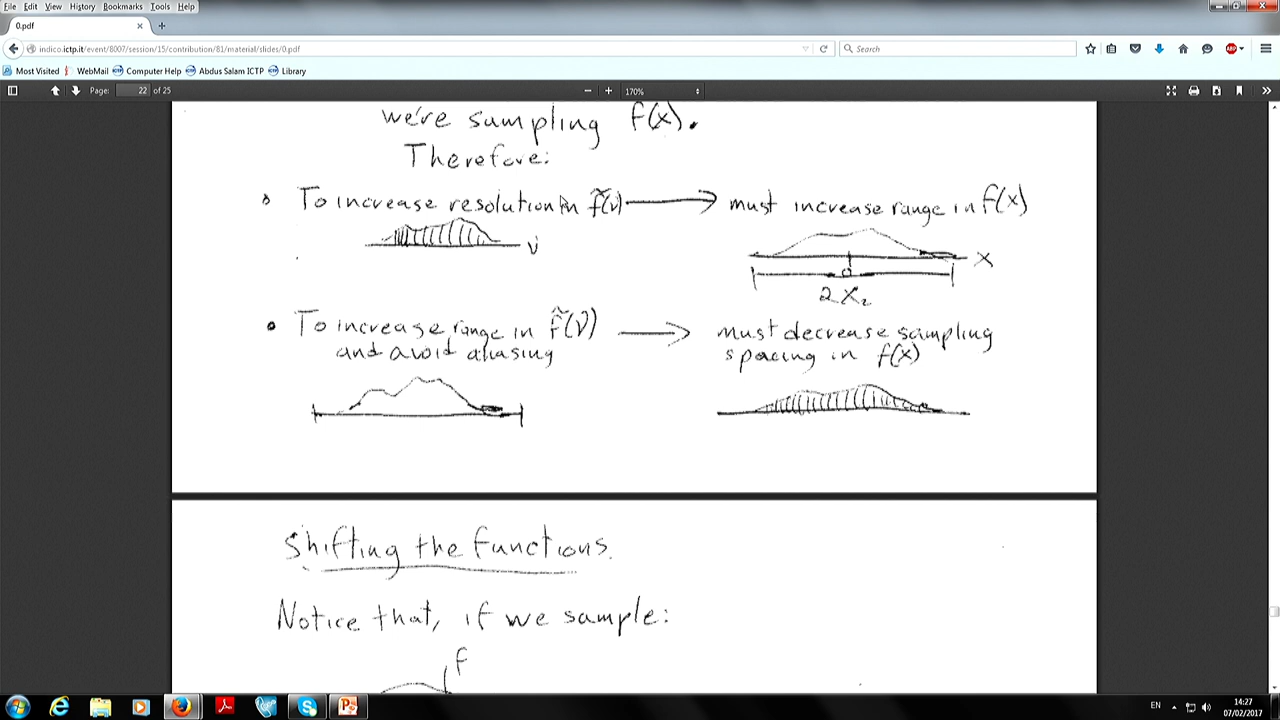 File Edit View History Bookmarks Tools Help
0.pdf
indico.ictp.it/event/8007/session/15/contribution/81/material/slides/0.pdf
Search
Most Visited WebMail Computer Help Abdus Salam ICTP Library
Page: 22 of 25
170%
we're sampling f(x).
Therefore:
To increase resolution in f̃(ν) → must increase range in f(x)
ν
0 x
2X₂
To increase range in f̃(ν) → must decrease sampling
and avoid aliasing spacing in f(x)
Shifting the functions.
Notice that, if we sample:
f
EN
14:27
07/02/2017